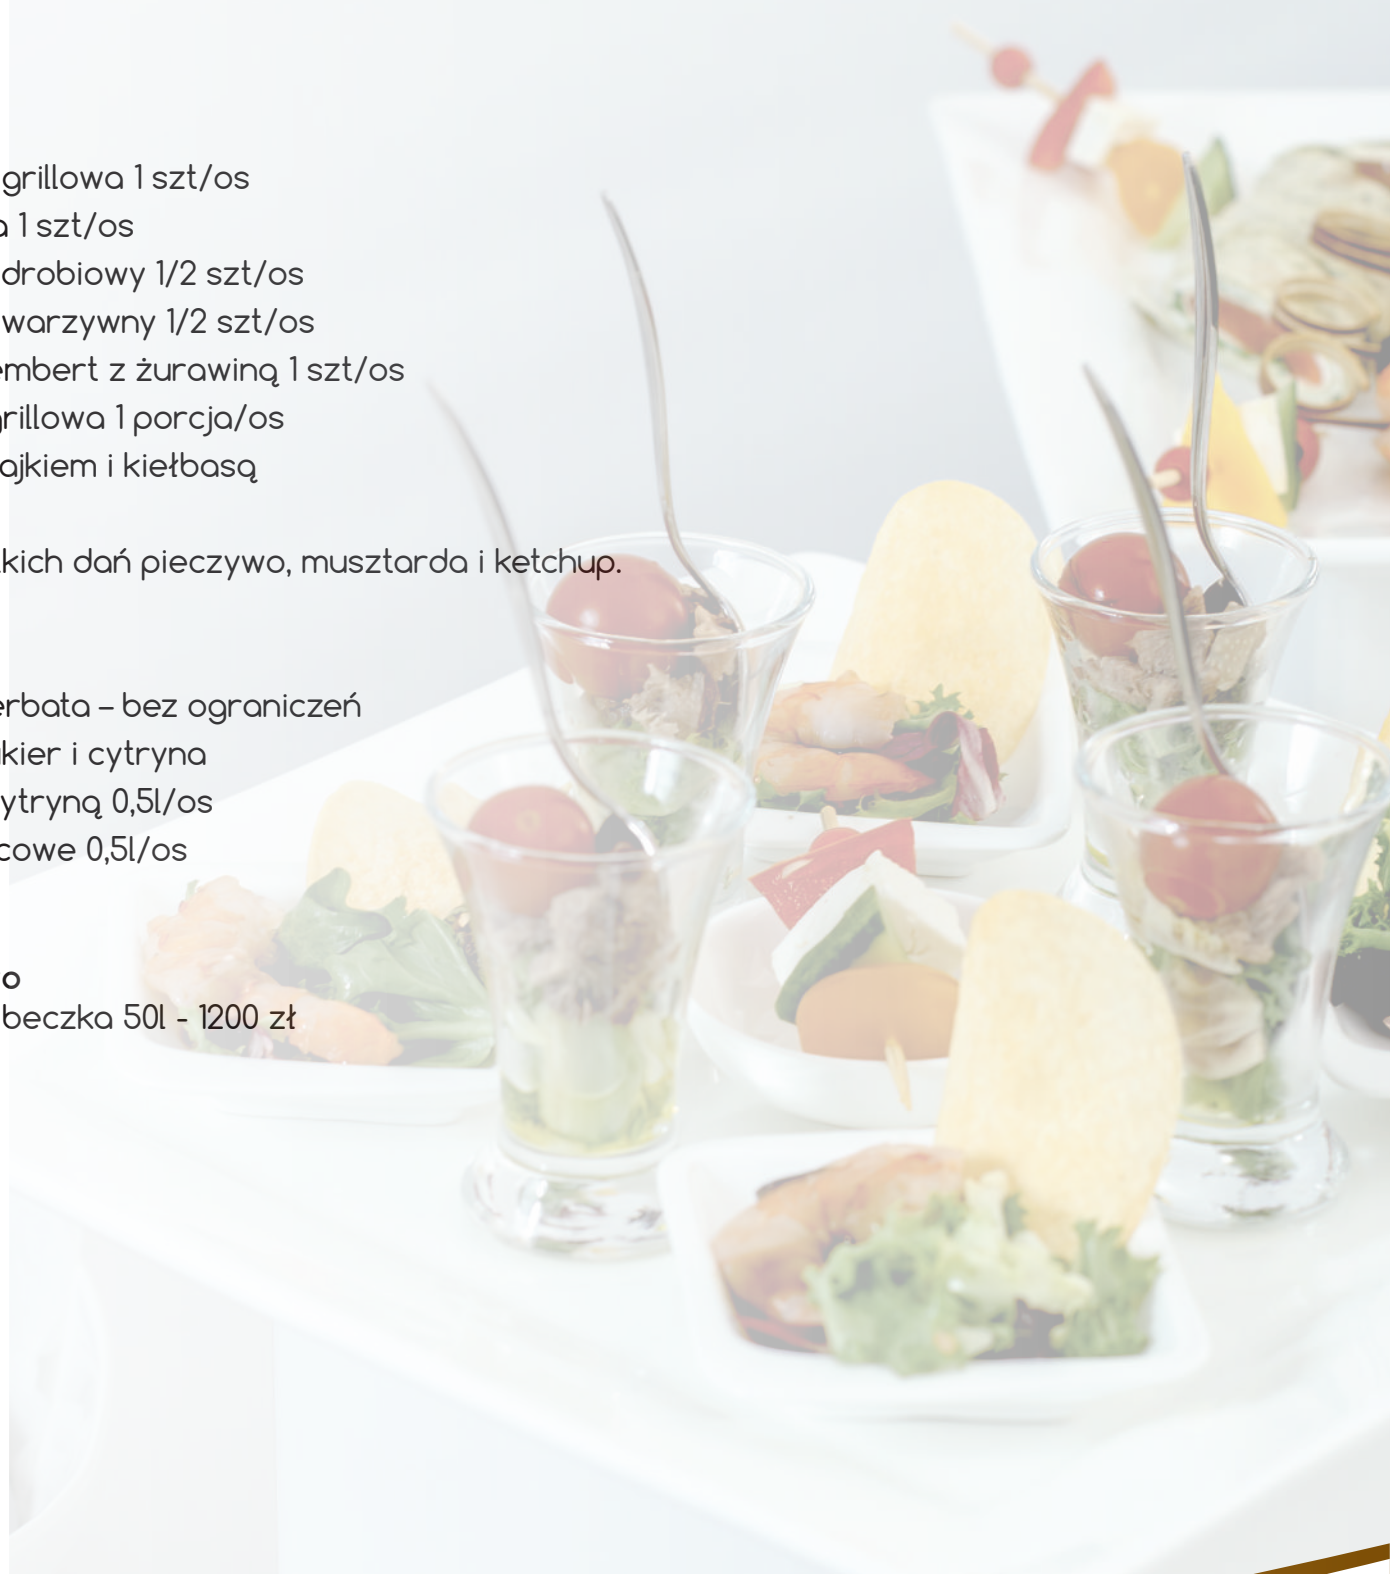 grillowa 1 szt/os
a 1 szt/os
drobiowy 1/2 szt/os
warzywny 1/2 szt/os
embert z żurawiną 1 szt/os
grillowa 1 porcja/os
ajkiem i kiełbasą
kich dań pieczywo, musztarda i ketchup.
erbata – bez ograniczeń
kier i cytryna
ytryną 0,5l/os
cowe 0,5l/os
o
beczka 50l - 1200 zł